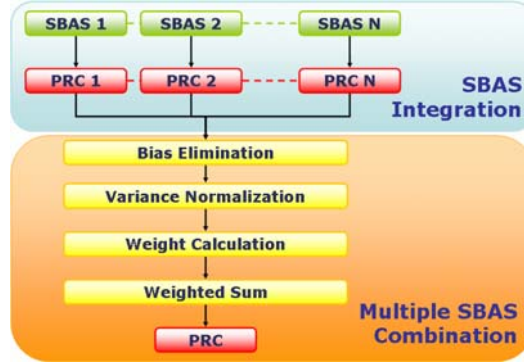 SBAS 1
SBAS 2
SBAS N
PRC 1
PRC 2
PRC N
SBAS
Integration
Bias Elimination
Variance Normalization
Weight Calculation
Weighted Sum
PRC
Multiple SBAS
Combination